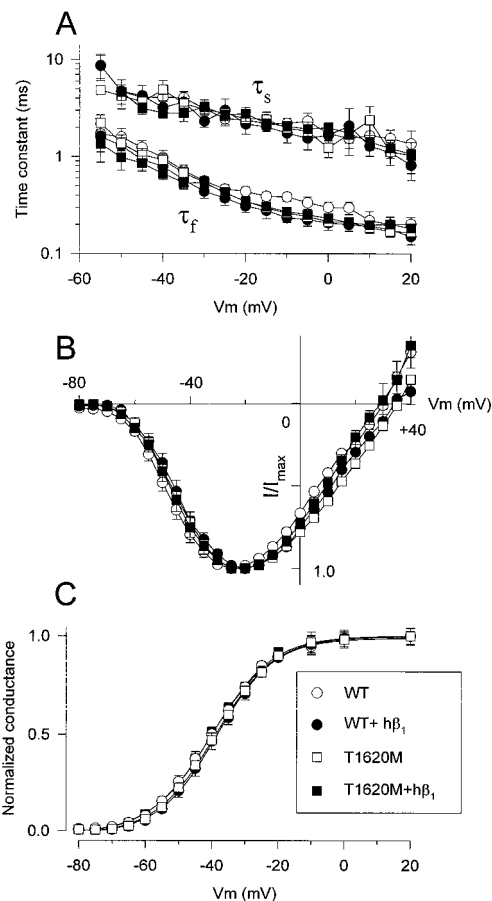 A
10
1
0.1
Time constant (ms)
τs
τf
-60
-40
-20
0
20
Vm (mV)
B
-80
-40
0
Vm (mV)
+40
I/Imax
1.0
C
1.0
0.5
0.0
Normalized conductance
WT
WT+ hβ1
T1620M
T1620M+hβ1
-80
-60
-40
-20
0
20
Vm (mV)